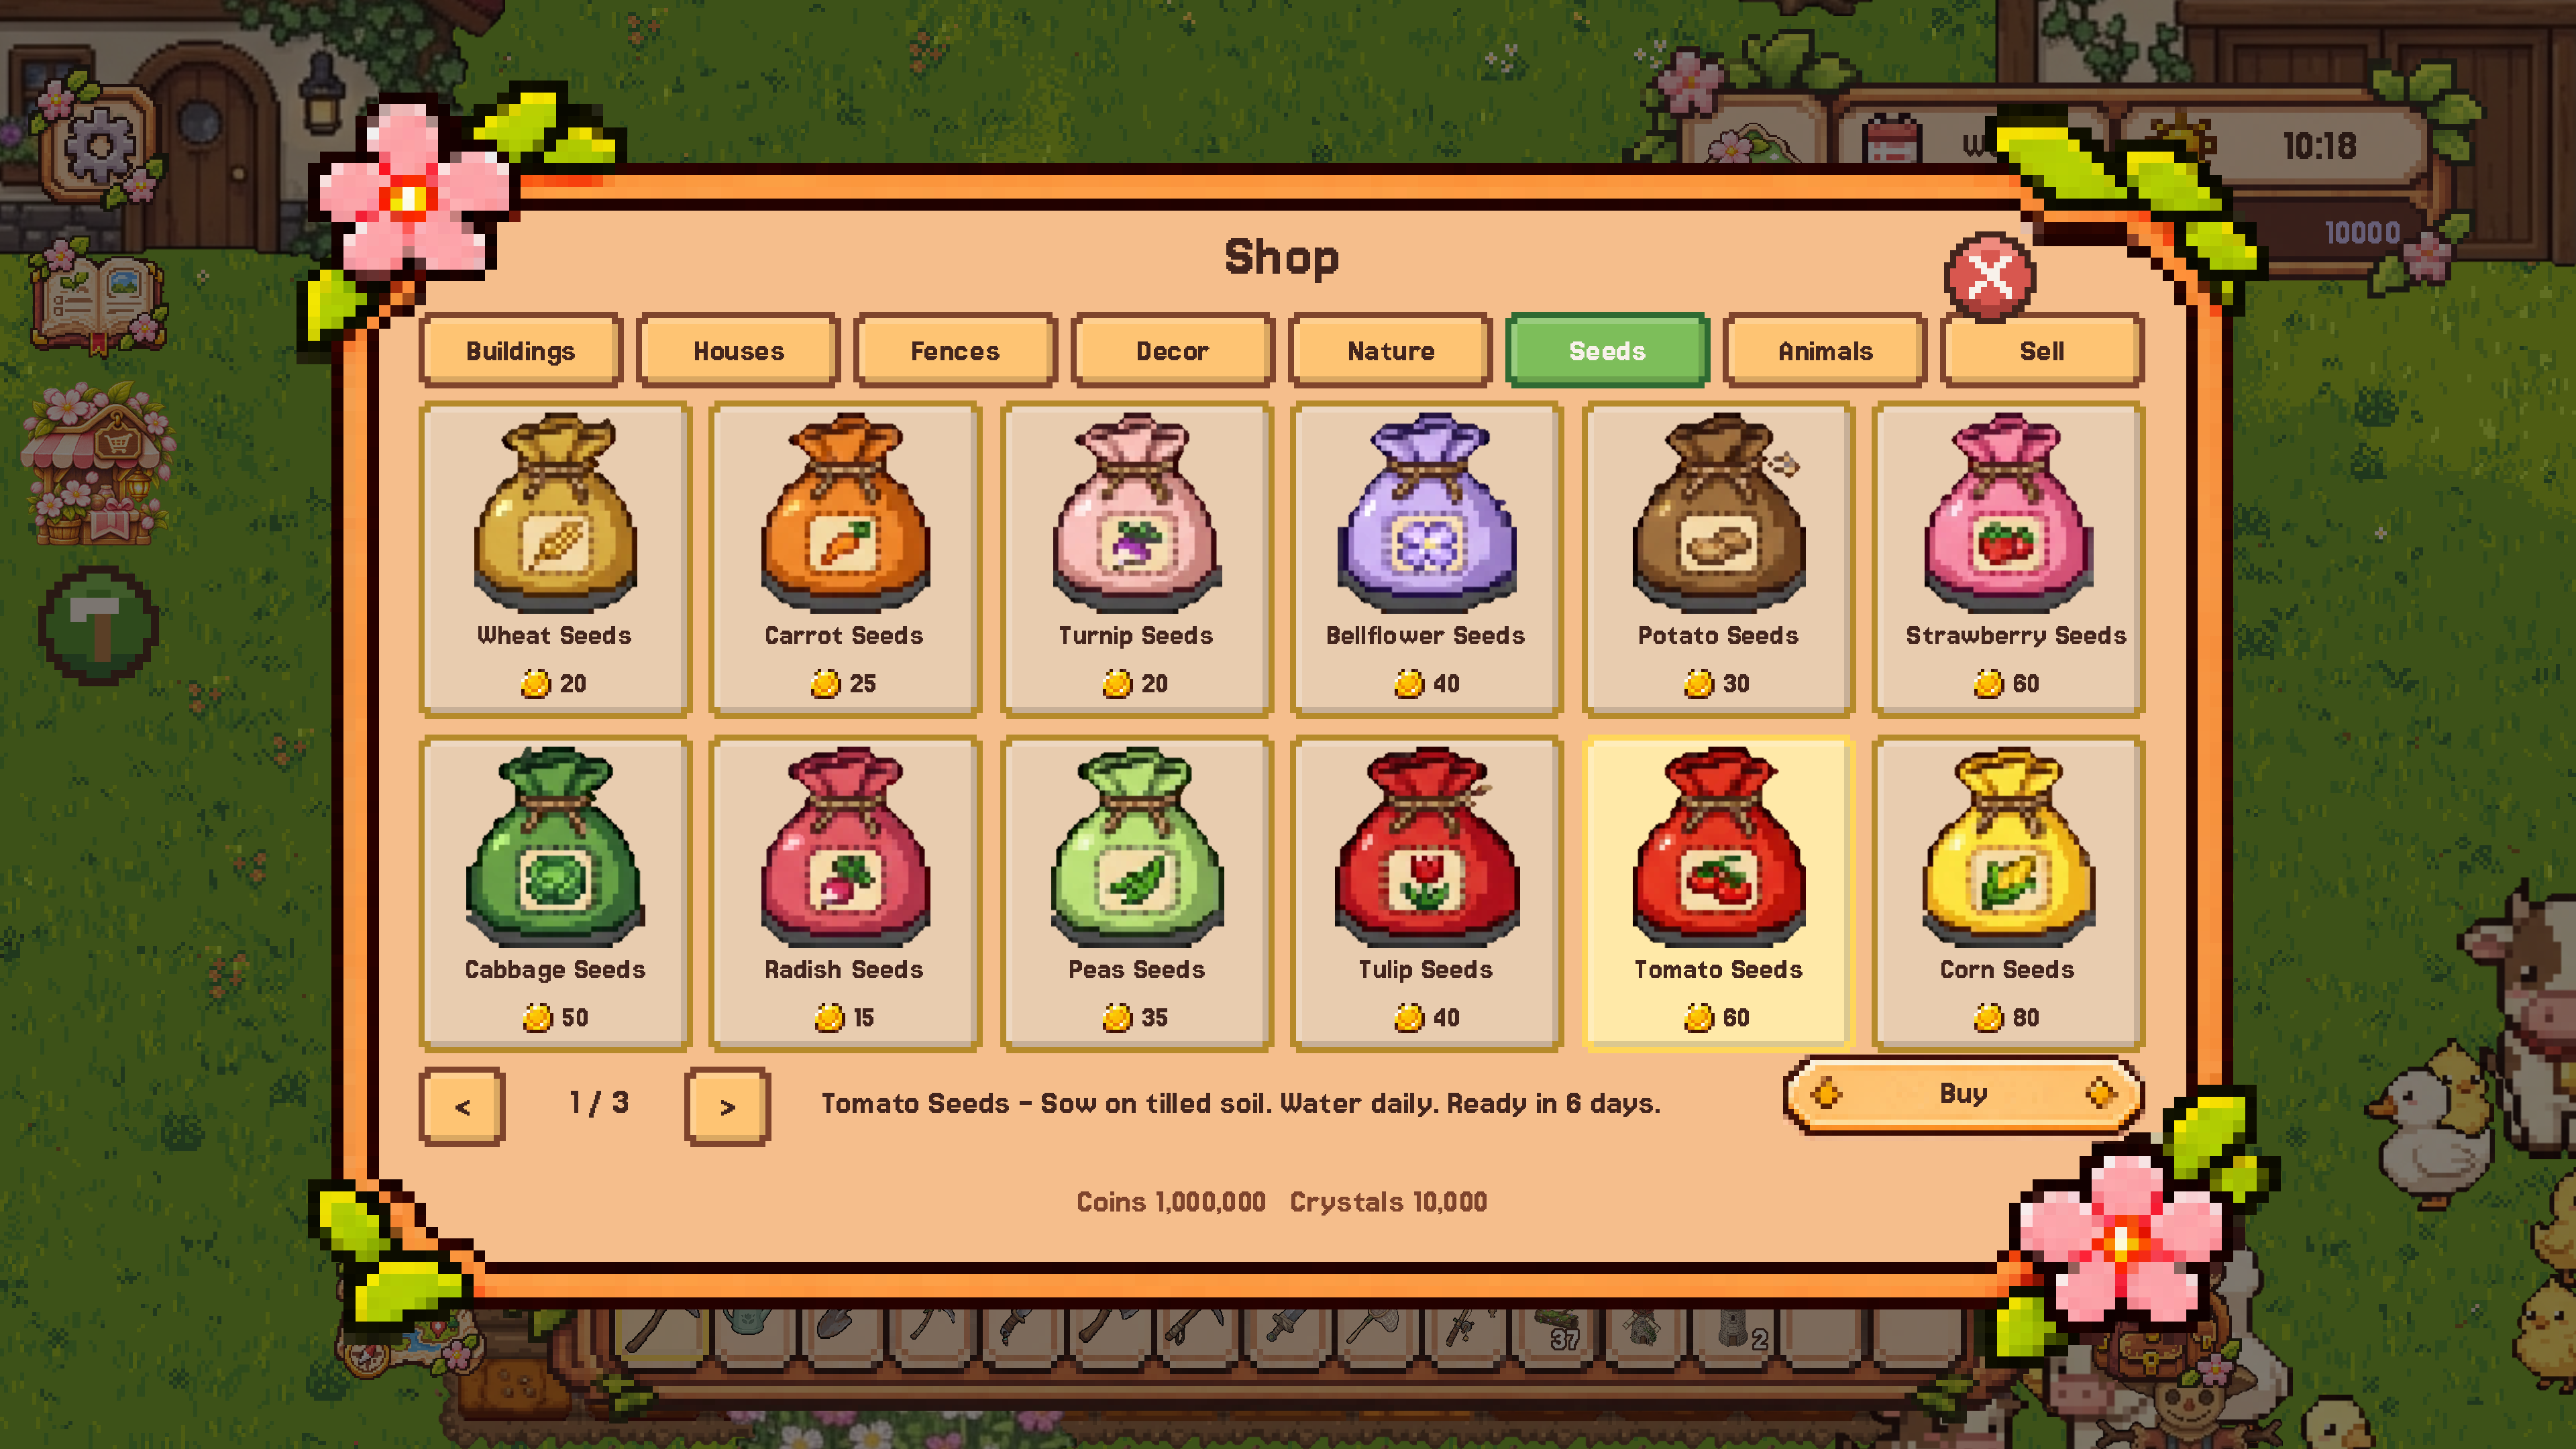 10:18
10000
Shop
Buildings
Houses
Fences
Decor
Nature
Seeds
Animals
Sell
Wheat Seeds
Carrot Seeds
Turnip Seeds
Bellflower Seeds
Potato Seeds
Strawberry Seeds
20
25
20
40
30
60
Cabbage Seeds
Radish Seeds
Peas Seeds
Tulip Seeds
Tomato Seeds
Corn Seeds
50
15
35
40
60
80
<
1 / 3
>
Tomato Seeds - Sow on tilled soil. Water daily. Ready in 6 days.
Buy
Coins 1,000,000 Crystals 10,000
37
2